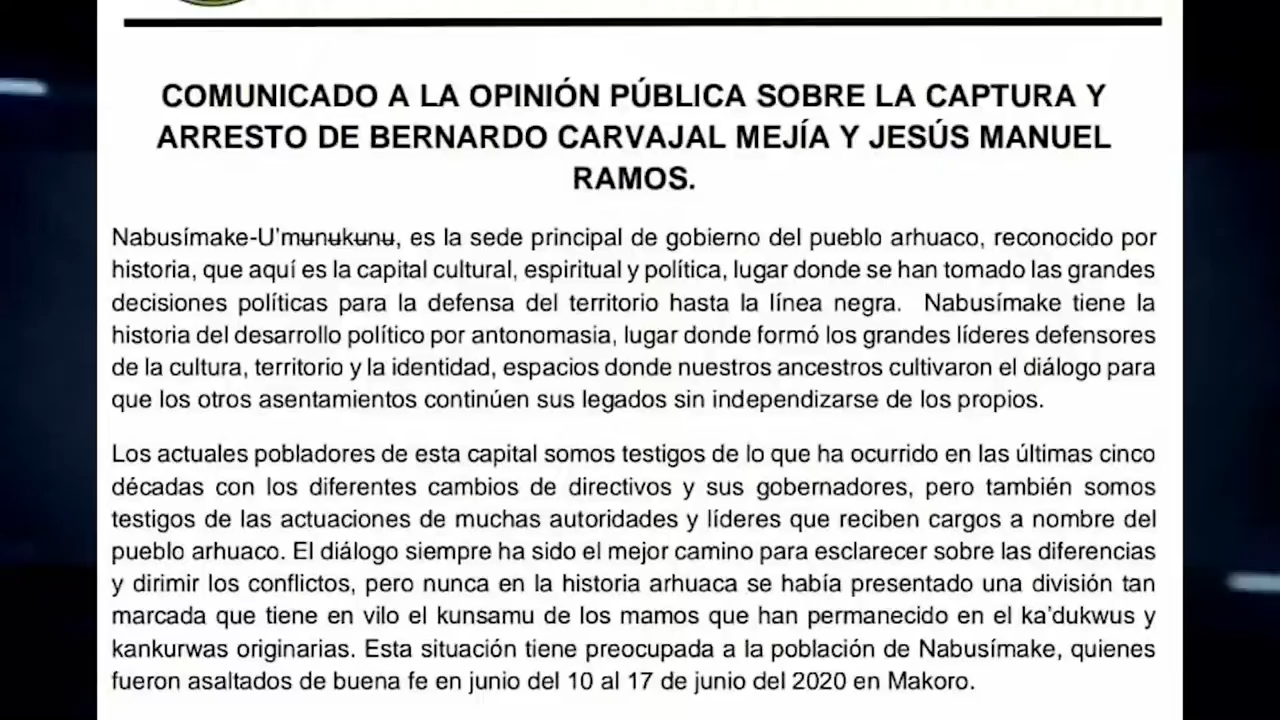 COMUNICADO A LA OPINIÓN PÚBLICA SOBRE LA CAPTURA Y
ARRESTO DE BERNARDO CARVAJAL MEJÍA Y JESÚS MANUEL
RAMOS.
Nabusímake-U’mʉnʉkʉnʉ, es la sede principal de gobierno del pueblo arhuaco, reconocido por
historia, que aquí es la capital cultural, espiritual y política, lugar donde se han tomado las grandes
decisiones políticas para la defensa del territorio hasta la línea negra. Nabusímake tiene la
historia del desarrollo político por antonomasia, lugar donde formó los grandes líderes defensores
de la cultura, territorio y la identidad, espacios donde nuestros ancestros cultivaron el diálogo para
que los otros asentamientos continúen sus legados sin independizarse de los propios.
Los actuales pobladores de esta capital somos testigos de lo que ha ocurrido en las últimas cinco
décadas con los diferentes cambios de directivos y sus gobernadores, pero también somos
testigos de las actuaciones de muchas autoridades y líderes que reciben cargos a nombre del
pueblo arhuaco. El diálogo siempre ha sido el mejor camino para esclarecer sobre las diferencias
y dirimir los conflictos, pero nunca en la historia arhuaca se había presentado una división tan
marcada que tiene en vilo el kunsamu de los mamos que han permanecido en el ka’dukwus y
kankurwas originarias. Esta situación tiene preocupada a la población de Nabusímake, quienes
fueron asaltados de buena fe en junio del 10 al 17 de junio del 2020 en Makoro.